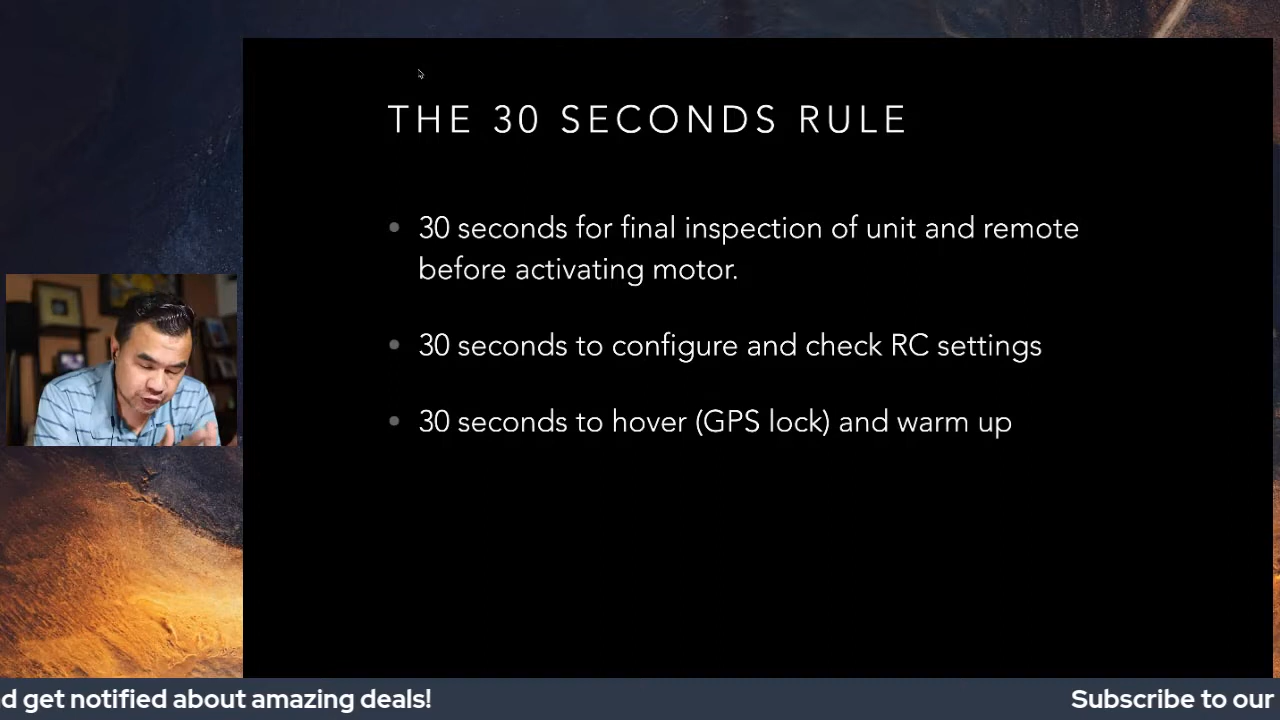 THE 30 SECONDS RULE
• 30 seconds for final inspection of unit and remote
before activating motor.
• 30 seconds to configure and check RC settings
• 30 seconds to hover (GPS lock) and warm up
d get notified about amazing deals!
Subscribe to our